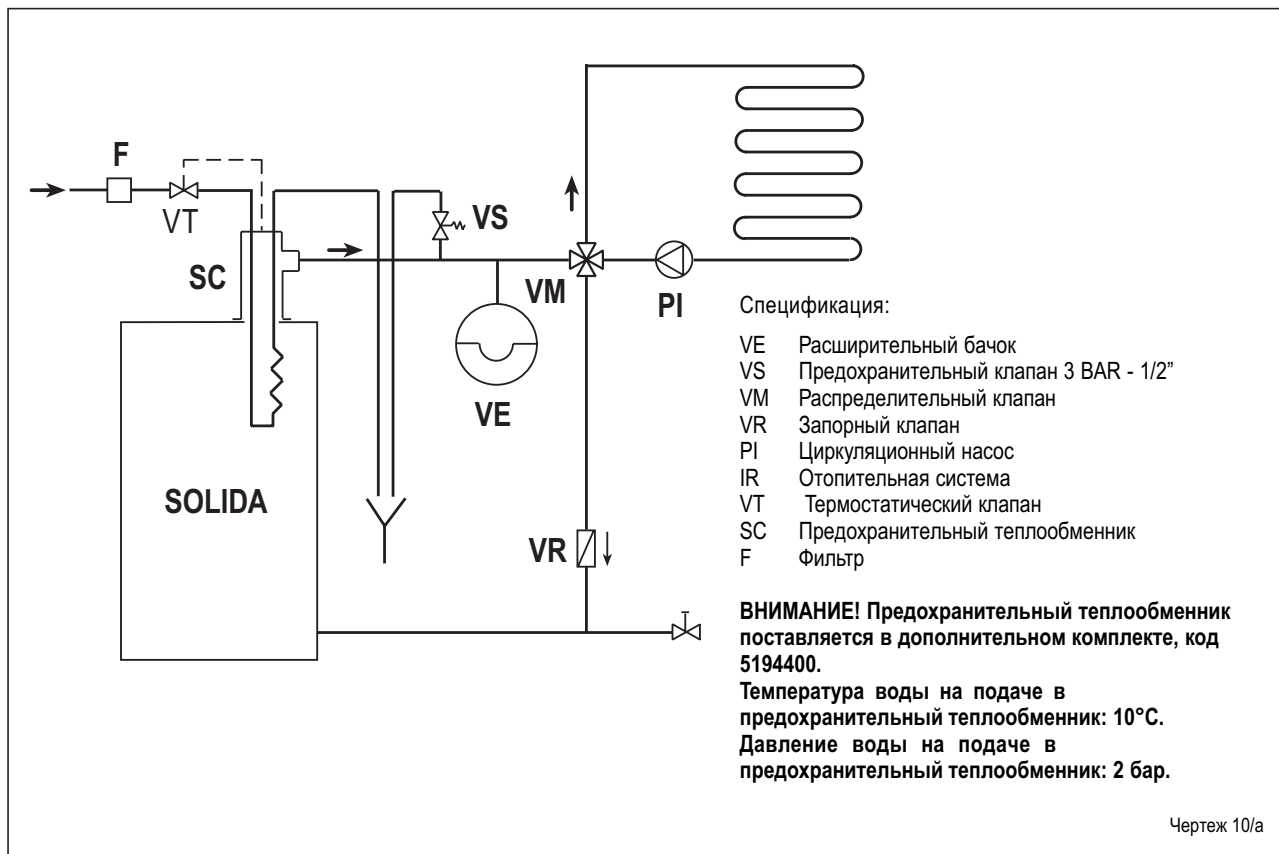 F
VT
VS
SC
VM
PI
VE
SOLIDA
VR
Спецификация:
VE Расширительный бачок
VS Предохранительный клапан 3 BAR - 1/2”
VM Распределительный клапан
VR Запорный клапан
PI Циркуляционный насос
IR Отопительная система
VT Термостатический клапан
SC Предохранительный теплообменник
F Фильтр
ВНИМАНИЕ! Предохранительный теплообменник
поставляется в дополнительном комплекте, код
5194400.
Температура воды на подаче в
предохранительный теплообменник: 10°С.
Давление воды на подаче в
предохранительный теплообменник: 2 бар.
Чертеж 10/a